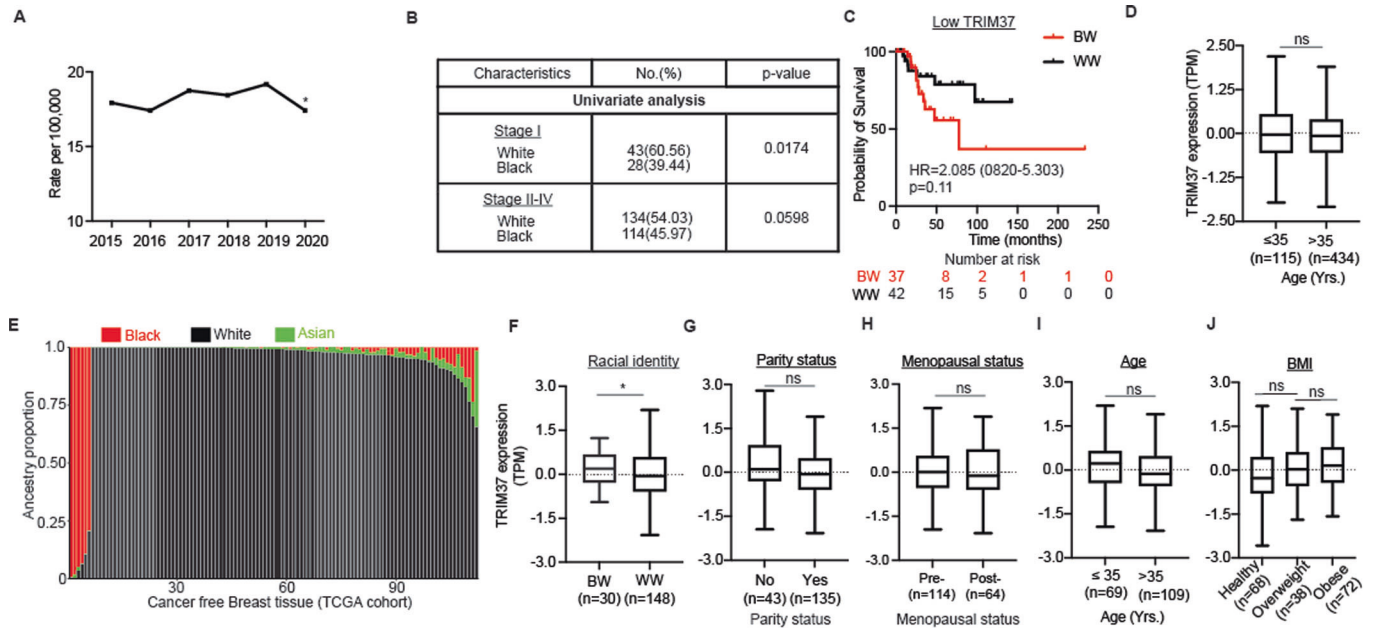 A
Rate per 100,000
20
15
10
*
2015 2016 2017 2018 2019 2020
B
Characteristics No.(%) p-value
Univariate analysis
Stage I
White 43(60.56) 0.0174
Black 28(39.44)
Stage II-IV
White 134(54.03) 0.0598
Black 114(45.97)
C
Low TRIM37
BW
WW
Probability of Survival
100
50
0
HR=2.085 (0820-5.303)
p=0.11
0 50 100 150 200 250
Time (months)
Number at risk
BW 37 8 2 1 1 0
WW 42 15 5 0 0 0
D
ns
TRIM37 expression (TPM)
2.50
1.25
0.00
-1.25
-2.50
≤35 >35
(n=115) (n=434)
Age (Yrs.)
E
Black White Asian
Ancestry proportion
1.0
0.75
0.50
0.25
0
30 60 90
Cancer free Breast tissue (TCGA cohort)
F
Racial identity
*
TRIM37 expression
(TPM)
3.0
1.5
0.0
-1.5
-3.0
BW WW
(n=30) (n=148)
G
Parity status
ns
3.0
1.5
0.0
-1.5
-3.0
No Yes
(n=43) (n=135)
Parity status
H
Menopausal status
ns
3.0
1.5
0.0
-1.5
-3.0
Pre- Post-
(n=114) (n=64)
Menopausal status
I
Age
ns
3.0
1.5
0.0
-1.5
-3.0
≤ 35 >35
(n=69) (n=109)
Age (Yrs.)
J
BMI
ns ns
3.0
1.5
0.0
-1.5
-3.0
Healthy
(n=68)
Overweight
(n=38)
Obese
(n=72)